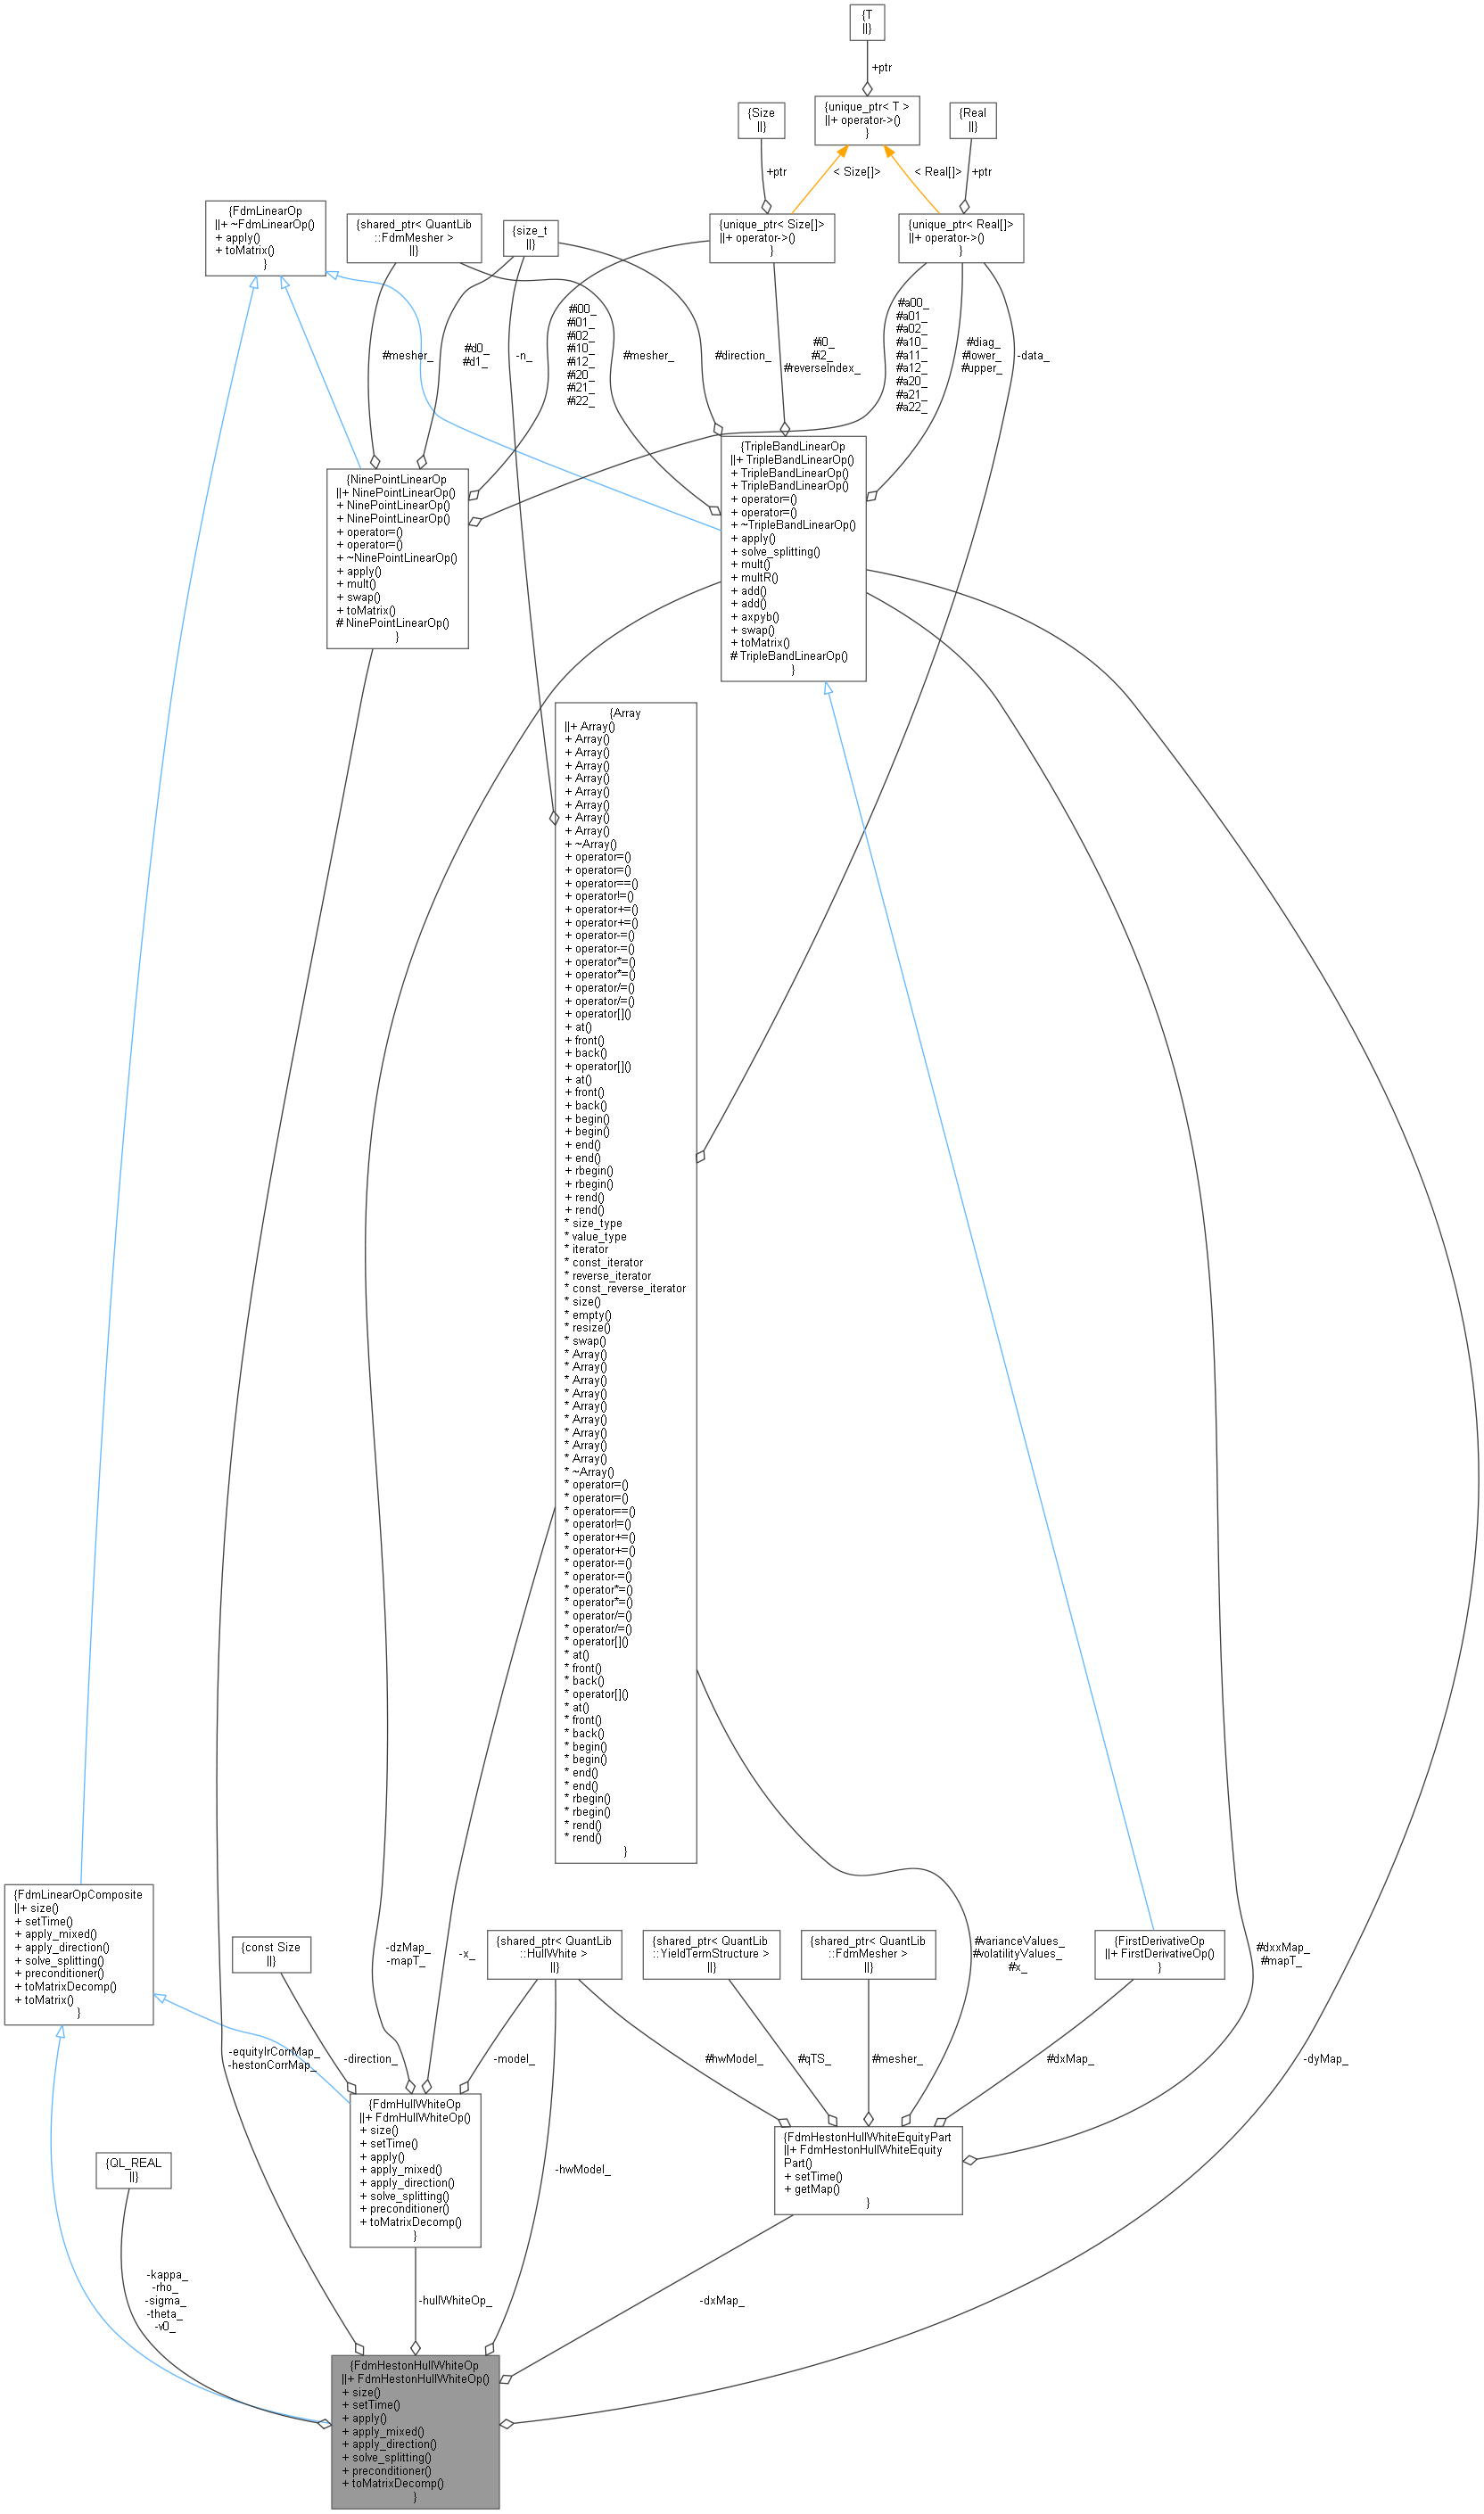 {T
||}
+ptr
{Size
||}
{unique_ptr< T >
||+ operator->()
}
{Real
||}
+ptr
< Size[]>
< Real[]>
+ptr
{FdmLinearOp
||+ ~FdmLinearOp()
+ apply()
+ toMatrix()
}
{shared_ptr< QuantLib
::FdmMesher >
||}
{size_t
||}
{unique_ptr< Size[]>
||+ operator->()
}
{unique_ptr< Real[]>
||+ operator->()
}
#mesher_
#d0_
#d1_
-n_
#i00_
#i01_
#i02_
#i10_
#i12_
#i20_
#i21_
#i22_
#mesher_
#direction_
#i0_
#i2_
#reverseIndex_
#a00_
#a01_
#a02_
#a10_
#a11_
#a12_
#a20_
#a21_
#a22_
#diag_
#lower_
#upper_
-data_
{NinePointLinearOp
||+ NinePointLinearOp()
+ NinePointLinearOp()
+ NinePointLinearOp()
+ operator=()
+ operator=()
+ ~NinePointLinearOp()
+ apply()
+ mult()
+ swap()
+ toMatrix()
# NinePointLinearOp()
}
{TripleBandLinearOp
||+ TripleBandLinearOp()
+ TripleBandLinearOp()
+ TripleBandLinearOp()
+ operator=()
+ operator=()
+ ~TripleBandLinearOp()
+ apply()
+ solve_splitting()
+ mult()
+ multR()
+ add()
+ add()
+ axpyb()
+ swap()
+ toMatrix()
# TripleBandLinearOp()
}
{Array
||+ Array()
+ Array()
+ Array()
+ Array()
+ Array()
+ Array()
+ Array()
+ Array()
+ Array()
+ ~Array()
+ operator=()
+ operator=()
+ operator==()
+ operator!=()
+ operator+=()
+ operator+=()
+ operator-=()
+ operator-=()
+ operator*=()
+ operator*=()
+ operator/=()
+ operator/=()
+ operator[]()
+ at()
+ front()
+ back()
+ operator[]()
+ at()
+ front()
+ back()
+ begin()
+ begin()
+ end()
+ end()
+ rbegin()
+ rbegin()
+ rend()
+ rend()
* size_type
* value_type
* iterator
* const_iterator
* reverse_iterator
* const_reverse_iterator
* size()
* empty()
* resize()
* swap()
* Array()
* Array()
* Array()
* Array()
* Array()
* Array()
* Array()
* Array()
* Array()
* ~Array()
* operator=()
* operator=()
* operator==()
* operator!=()
* operator+=()
* operator+=()
* operator-=()
* operator-=()
* operator*=()
* operator*=()
* operator/=()
* operator/=()
* operator[]()
* at()
* front()
* back()
* operator[]()
* at()
* front()
* back()
* begin()
* begin()
* end()
* end()
* rbegin()
* rbegin()
* rend()
* rend()
}
{FdmLinearOpComposite
||+ size()
+ setTime()
+ apply_mixed()
+ apply_direction()
+ solve_splitting()
+ preconditioner()
+ toMatrixDecomp()
+ toMatrix()
}
{const Size
||}
-dzMap_
-mapT_
-x_
{shared_ptr< QuantLib
::HullWhite >
||}
{shared_ptr< QuantLib
::YieldTermStructure >
||}
{shared_ptr< QuantLib
::FdmMesher >
||}
#varianceValues_
#volatilityValues_
#x_
{FirstDerivativeOp
||+ FirstDerivativeOp()
}
#dxxMap_
#mapT_
-equityIrCorrMap_
-hestonCorrMap_
-direction_
-model_
#hwModel_
#qTS_
#mesher_
#dxMap_
-dyMap_
{QL_REAL
||}
{FdmHullWhiteOp
||+ FdmHullWhiteOp()
+ size()
+ setTime()
+ apply()
+ apply_mixed()
+ apply_direction()
+ solve_splitting()
+ preconditioner()
+ toMatrixDecomp()
}
-hwModel_
{FdmHestonHullWhiteEquityPart
||+ FdmHestonHullWhiteEquity
Part()
+ setTime()
+ getMap()
}
-kappa_
-rho_
-sigma_
-theta_
-v0_
-hullWhiteOp_
-dxMap_
{FdmHestonHullWhiteOp
||+ FdmHestonHullWhiteOp()
+ size()
+ setTime()
+ apply()
+ apply_mixed()
+ apply_direction()
+ solve_splitting()
+ preconditioner()
+ toMatrixDecomp()
}